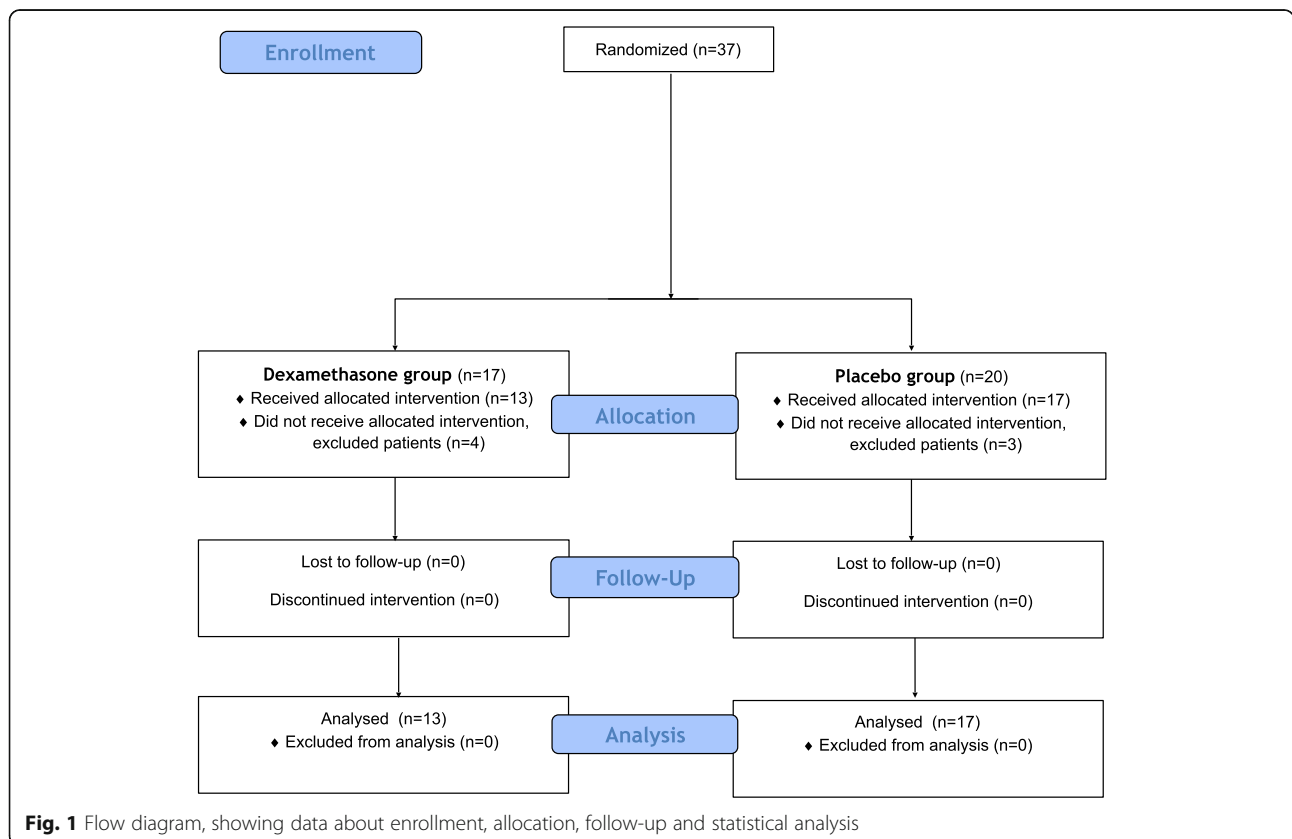 Enrollment
Randomized (n=37)
Dexamethasone group (n=17)
♦ Received allocated intervention (n=13)
♦ Did not receive allocated intervention,
excluded patients (n=4)
Allocation
Placebo group (n=20)
♦ Received allocated intervention (n=17)
♦ Did not receive allocated intervention,
excluded patients (n=3)
Lost to follow-up (n=0)
Discontinued intervention (n=0)
Follow-Up
Lost to follow-up (n=0)
Discontinued intervention (n=0)
Analysed (n=13)
♦ Excluded from analysis (n=0)
Analysis
Analysed (n=17)
♦ Excluded from analysis (n=0)
Fig. 1 Flow diagram, showing data about enrollment, allocation, follow-up and statistical analysis